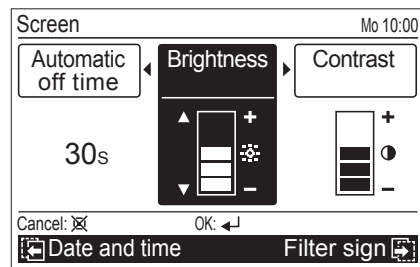 Screen Mo 10:00
Automatic off time Brightness Contrast
30s
Cancel: OK:
Date and time Filter sign